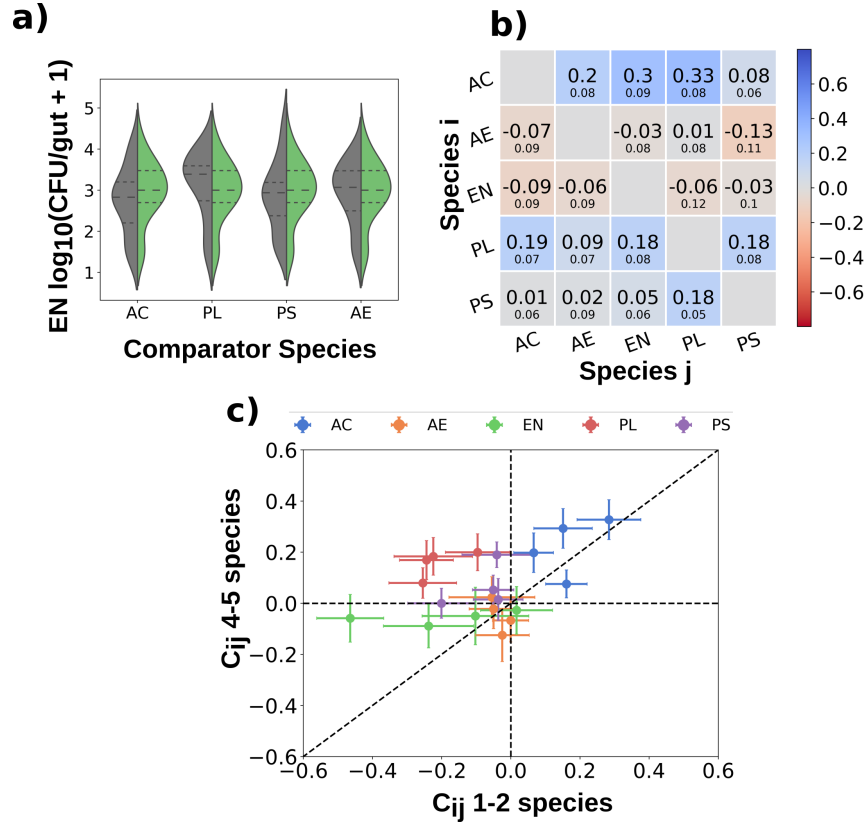 a)
EN log10(CFU/gut + 1)
5
4
3
2
1
AC PL PS AE
Comparator Species
b)
Species i
AC 0.2 0.3 0.33 0.08
0.08 0.09 0.08 0.06
AE -0.07 -0.03 0.01 -0.13
0.09 0.08 0.08 0.11
EN -0.09 -0.06 -0.06 -0.03
0.09 0.09 0.12 0.1
PL 0.19 0.09 0.18 0.18
0.07 0.07 0.08 0.08
PS 0.01 0.02 0.05 0.18
0.06 0.09 0.06 0.05
AC AE EN PL PS
Species j
0.6
0.4
0.2
0.0
−0.2
−0.4
−0.6
c)
AC AE EN PL PS
Cij 4-5 species
0.6
0.4
0.2
0.0
−0.2
−0.4
−0.6
−0.6 −0.4 −0.2 0.0 0.2 0.4 0.6
Cij 1-2 species